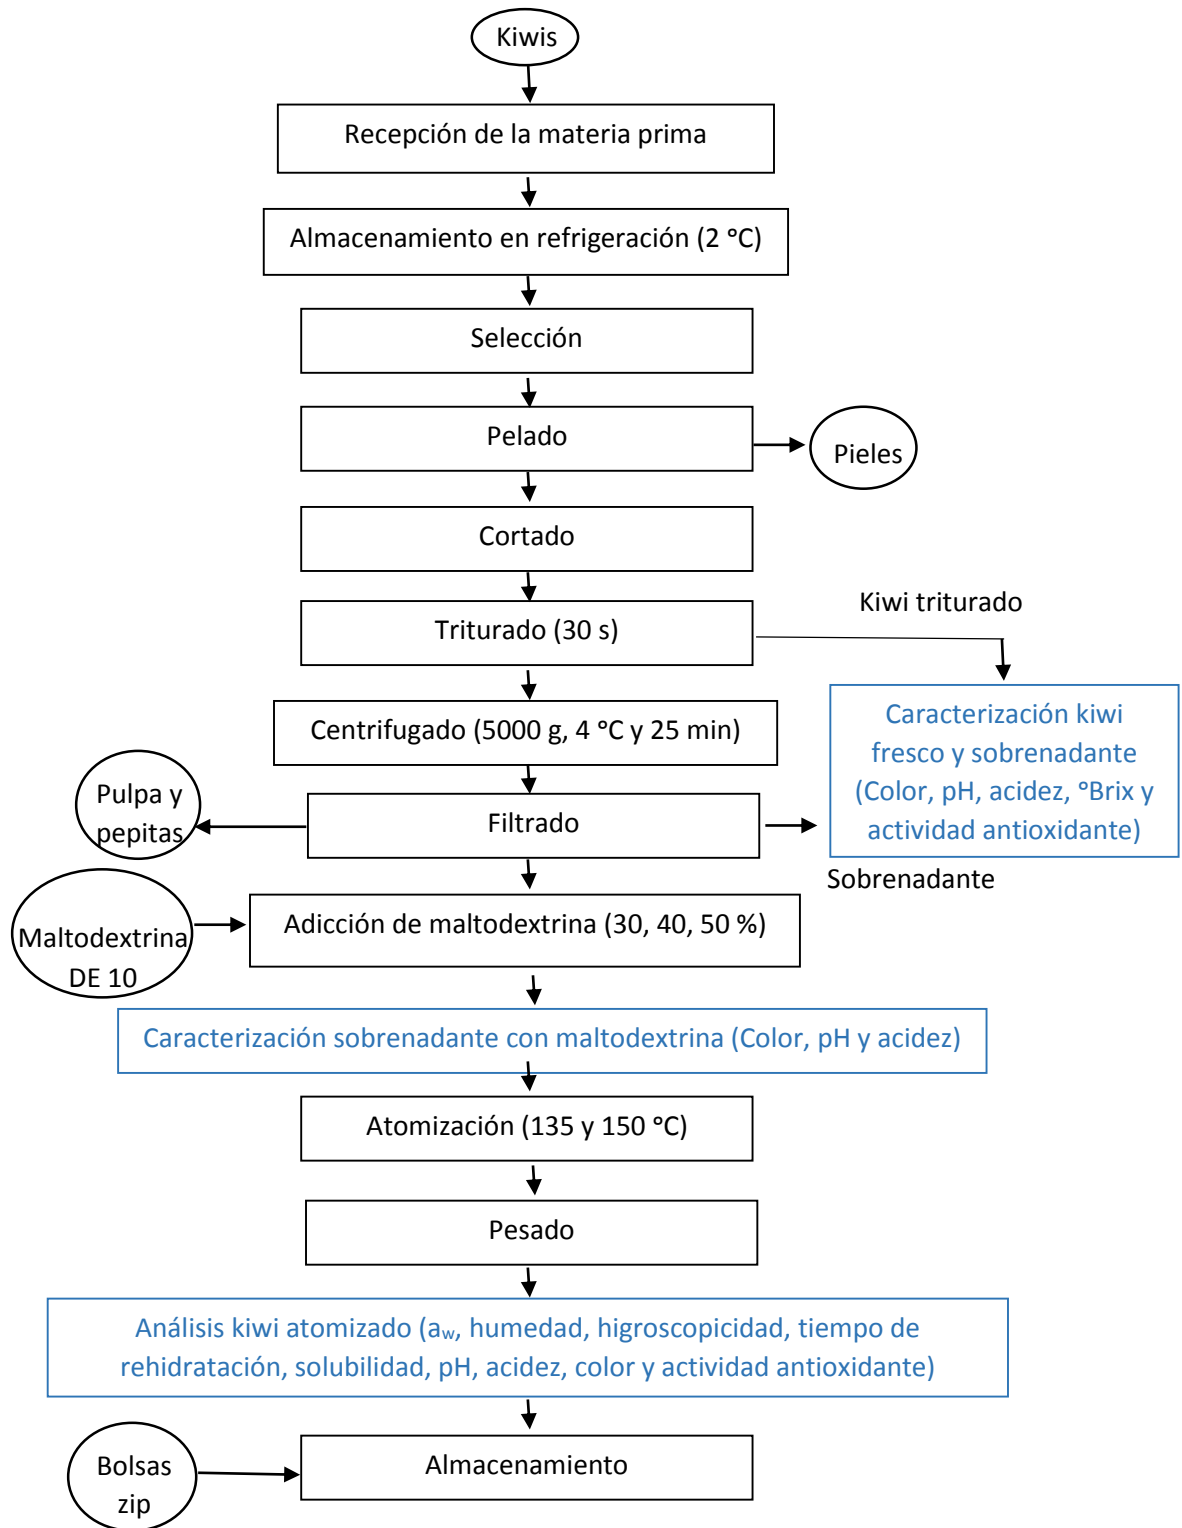 Kiwis
Recepción de la materia prima
Almacenamiento en refrigeración (2 °C)
Selección
Pelado
Pieles
Cortado
Triturado (30 s)
Kiwi triturado
Centrifugado (5000 g, 4 °C y 25 min)
Caracterización kiwi
fresco y sobrenadante
(Color, pH, acidez, °Brix y
actividad antioxidante)
Pulpa y
pepitas
Filtrado
Sobrenadante
Maltodextrina
DE 10
Adicción de maltodextrina (30, 40, 50 %)
Caracterización sobrenadante con maltodextrina (Color, pH y acidez)
Atomización (135 y 150 °C)
Pesado
Análisis kiwi atomizado (aw, humedad, higroscopicidad, tiempo de
rehidratación, solubilidad, pH, acidez, color y actividad antioxidante)
Bolsas
zip
Almacenamiento